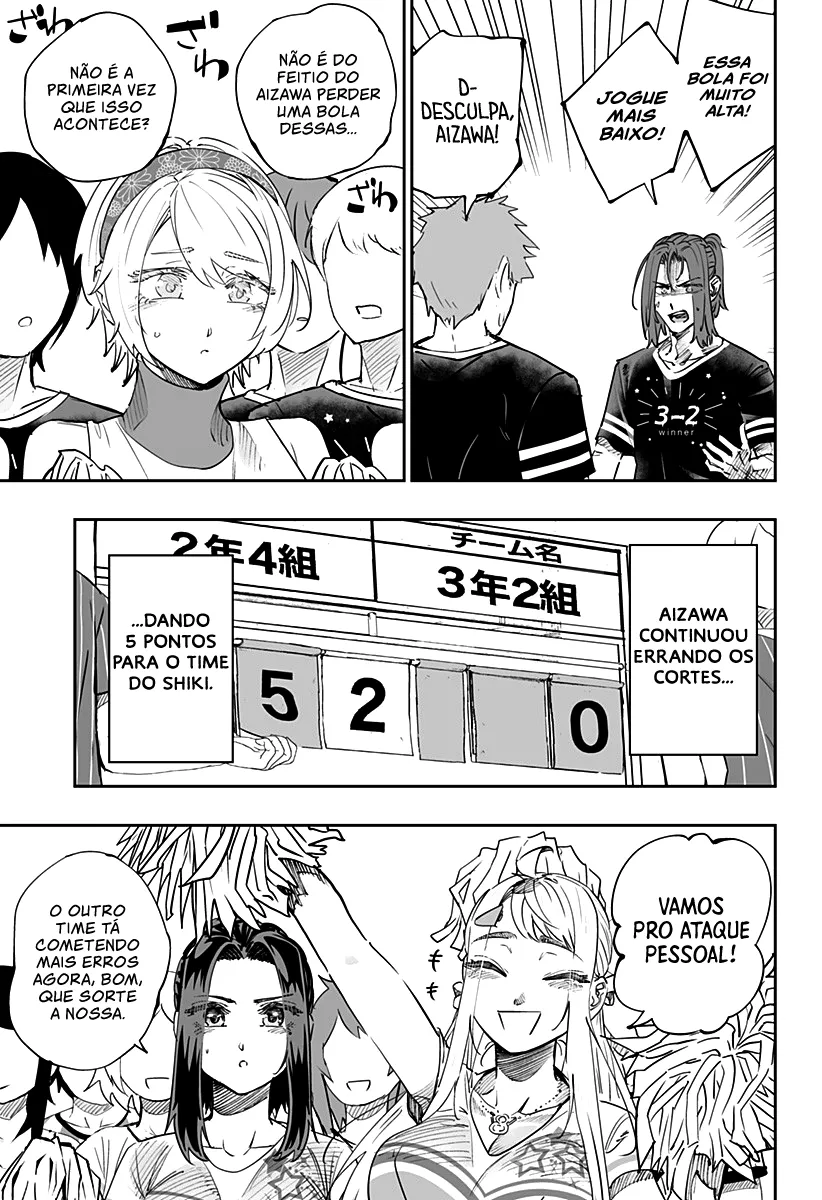 ESSA
BOLA FOI
MUITO
ALTA!
JOGUE
MAIS
BAIXO!
D-
DESCULPA,
AIZAWA!
3-2
winner
NÃO É DO
FEITIO DO
AIZAWA PERDER
UMA BOLA
DESSAS...
NÃO É A
PRIMEIRA VEZ
QUE ISSO
ACONTECE?
ざわ
ざわ
ざわ
AIZAWA
CONTINUOU
ERRANDO OS
CORTES...
チーム名
2年4組
3年2組
5 2 0
...DANDO
5 PONTOS
PARA O TIME
DO SHIKI.
VAMOS
PRO ATAQUE
PESSOAL!
O OUTRO
TIME TÁ
COMETENDO
MAIS ERROS
AGORA, BOM,
QUE SORTE
A NOSSA.